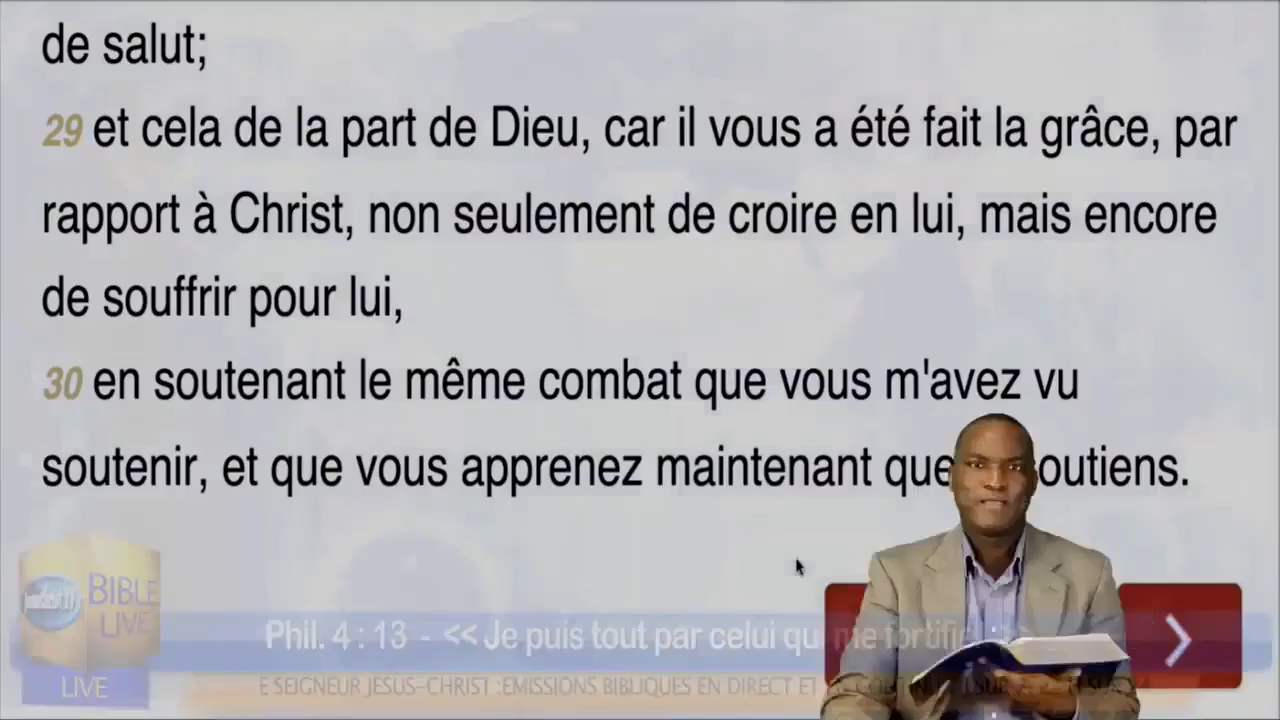 de salut;
29 et cela de la part de Dieu, car il vous a été fait la grâce, par
rapport à Christ, non seulement de croire en lui, mais encore
de souffrir pour lui,
30 en soutenant le même combat que vous m'avez vu
soutenir, et que vous apprenez maintenant que outiens.
BIBLE
LIVE
LIVE
Phil. 4 : 13 - << Je puis tout par celui qui me fortifie
E SEIGNEUR JESUS-CHRIST :EMISSIONS BIBLIQUES EN DIRECT ET